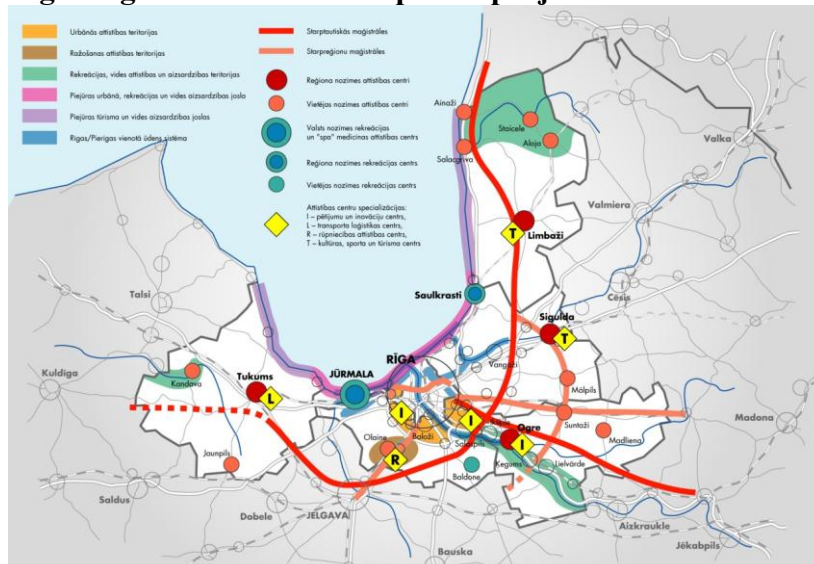 Urbānās attīstības teritorijas
Ražošanas attīstības teritorijas
Rekreācijas, vides attīstības un aizsardzības teritorijas
Piejūras urbānā, rekreācijas un vides aizsardzības josla
Piejūras tūrisma un vides aizsardzības joslas
Rīgas/Pierīgas vienotā ūdens sistēma
Starptautiskās maģistrāles
Starpreģionu maģistrāles
Reģiona nozīmes attīstības centri
Vietējas nozīmes attīstības centri
Valsts nozīmes rekreācijas
un "spa" medicīnas attīstības centrs
Reģiona nozīmes rekreācijas centrs
Vietējas nozīmes rekreācijas centrs
Attīstības centru specializācijas:
I – pētījumu un inovāciju centrs,
L – transporta loģistikas centrs,
R – rūpniecības attīstības centrs,
T – kultūras, sporta un tūrisma centrs
Ainaži
Staicele
Salacgrīva
Aloja
Valka
Valmiera
T
Limbaži
Cēsis
Talsi
Saulkrasti
Sigulda
T
RĪGA
Vangaži
Kuldīga
Kandava
Tukums
L
JŪRMALA
Mālpils
I
I
Suntaži
Madona
Olaine
Baloži
Salaspils
Ogre
I
Madliena
Jaunpils
R
Ķegums
Lielvārde
Baldone
Saldus
Dobele
JELGAVA
Aizkraukle
Jēkabpils
Bauska